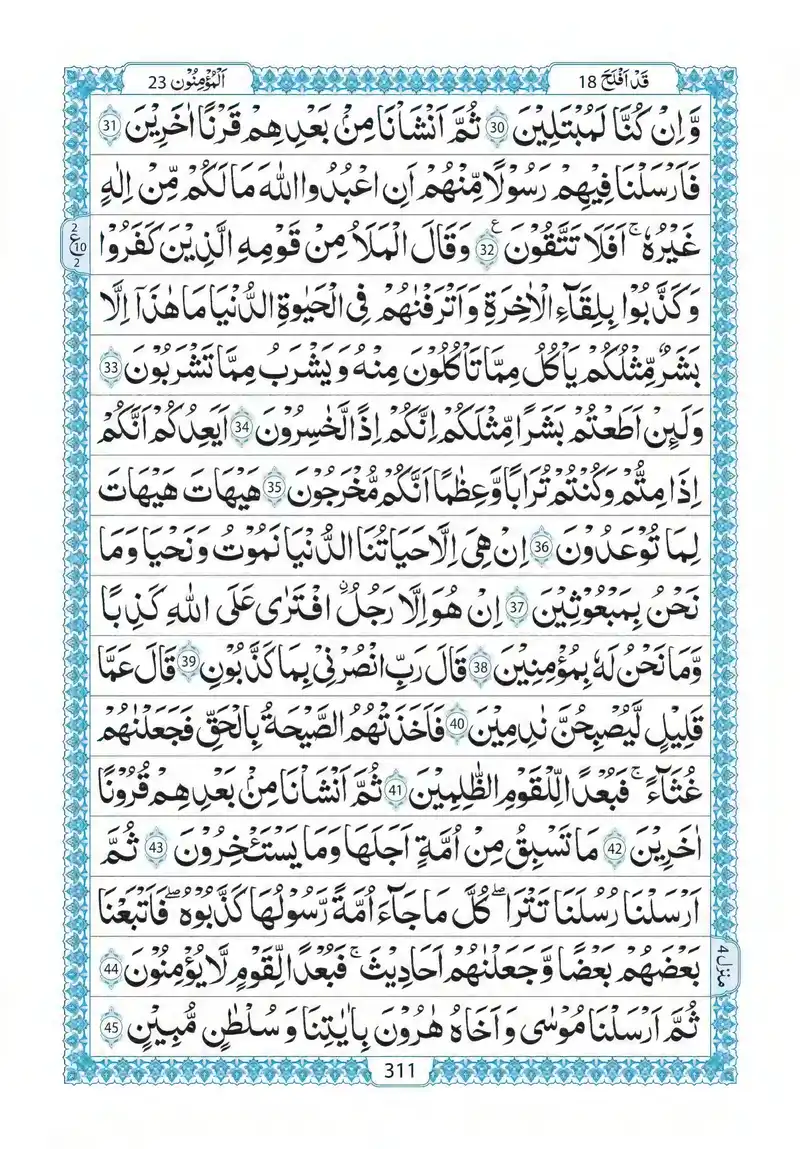 قَدْ اَفْلَحَ 18
اَلْمُؤْمِنُوْن 23
وَّ اِنْ كُنَّا لَمُبْتَلِيْنَ 30 ثُمَّ اَنْشَاْنَا مِنْۢ بَعْدِهِمْ قَرْنًا اٰخَرِيْنَ 31
فَاَرْسَلْنَا فِيْهِمْ رَسُوْلًا مِّنْهُمْ اَنِ اعْبُدُوا اللّٰهَ مَا لَكُمْ مِّنْ اِلٰهٍ
غَيْرُهٗ ؕ اَفَلَا تَتَّقُوْنَ 32 ع وَ قَالَ الْمَلَاُ مِنْ قَوْمِهِ الَّذِيْنَ كَفَرُوْا
2 ع 10 2
وَ كَذَّبُوْا بِلِقَآءِ الْاٰخِرَةِ وَ اَتْرَفْنٰهُمْ فِى الْحَيٰوةِ الدُّنْيَا مَا هٰذَاۤ اِلَّا
بَشَرٌ مِّثْلُكُمْ يَاْكُلُ مِمَّا تَاْكُلُوْنَ مِنْهُ وَ يَشْرَبُ مِمَّا تَشْرَبُوْنَ 33
وَ لَئِنْ اَطَعْتُمْ بَشَرًا مِّثْلَكُمْ اِنَّكُمْ اِذًا لَّخٰسِرُوْنَ 34 اَيَعِدُكُمْ اَنَّكُمْ
اِذَا مِتُّمْ وَ كُنْتُمْ تُرَابًا وَّ عِظَامًا اَنَّكُمْ مُّخْرَجُوْنَ 35 هَيْهَاتَ هَيْهَاتَ
لِمَا تُوْعَدُوْنَ 36 اِنْ هِىَ اِلَّا حَيَاتُنَا الدُّنْيَا نَمُوْتُ وَ نَحْيَا وَ مَا
نَحْنُ بِمَبْعُوْثِيْنَ 37 اِنْ هُوَ اِلَّا رَجُلُ ۟ افْتَرٰى عَلَى اللّٰهِ كَذِبًا
وَّ مَا نَحْنُ لَهٗ بِمُؤْمِنِيْنَ 38 قَالَ رَبِّ انْصُرْنِىْ بِمَا كَذَّبُوْنِ 39 قَالَ عَمَّا
قَلِيْلٍ لَّيُصْبِحُنَّ نٰدِمِيْنَ 40 فَاَخَذَتْهُمُ الصَّيْحَةُ بِالْحَقِّ فَجَعَلْنٰهُمْ
غُثَآءً ۚ فَبُعْدًا لِّلْقَوْمِ الظّٰلِمِيْنَ 41 ثُمَّ اَنْشَاْنَا مِنْۢ بَعْدِهِمْ قُرُوْنًا
اٰخَرِيْنَ 42 مَا تَسْبِقُ مِنْ اُمَّةٍ اَجَلَهَا وَ مَا يَسْتَئْخِرُوْنَ 43 ثُمَّ
اَرْسَلْنَا رُسُلَنَا تَتْرَا ؕ كُلَّ مَا جَآءَ اُمَّةً رَّسُوْلُهَا كَذَّبُوْهُ فَاَتْبَعْنَا
بَعْضَهُمْ بَعْضًا وَّ جَعَلْنٰهُمْ اَحَادِيْثَ ۚ فَبُعْدًا لِّقَوْمٍ لَّا يُؤْمِنُوْنَ 44
منزل 4
ثُمَّ اَرْسَلْنَا مُوْسٰى وَ اَخَاهُ هٰرُوْنَ بِاٰيٰتِنَا وَ سُلْطٰنٍ مُّبِيْنٍ 45
311